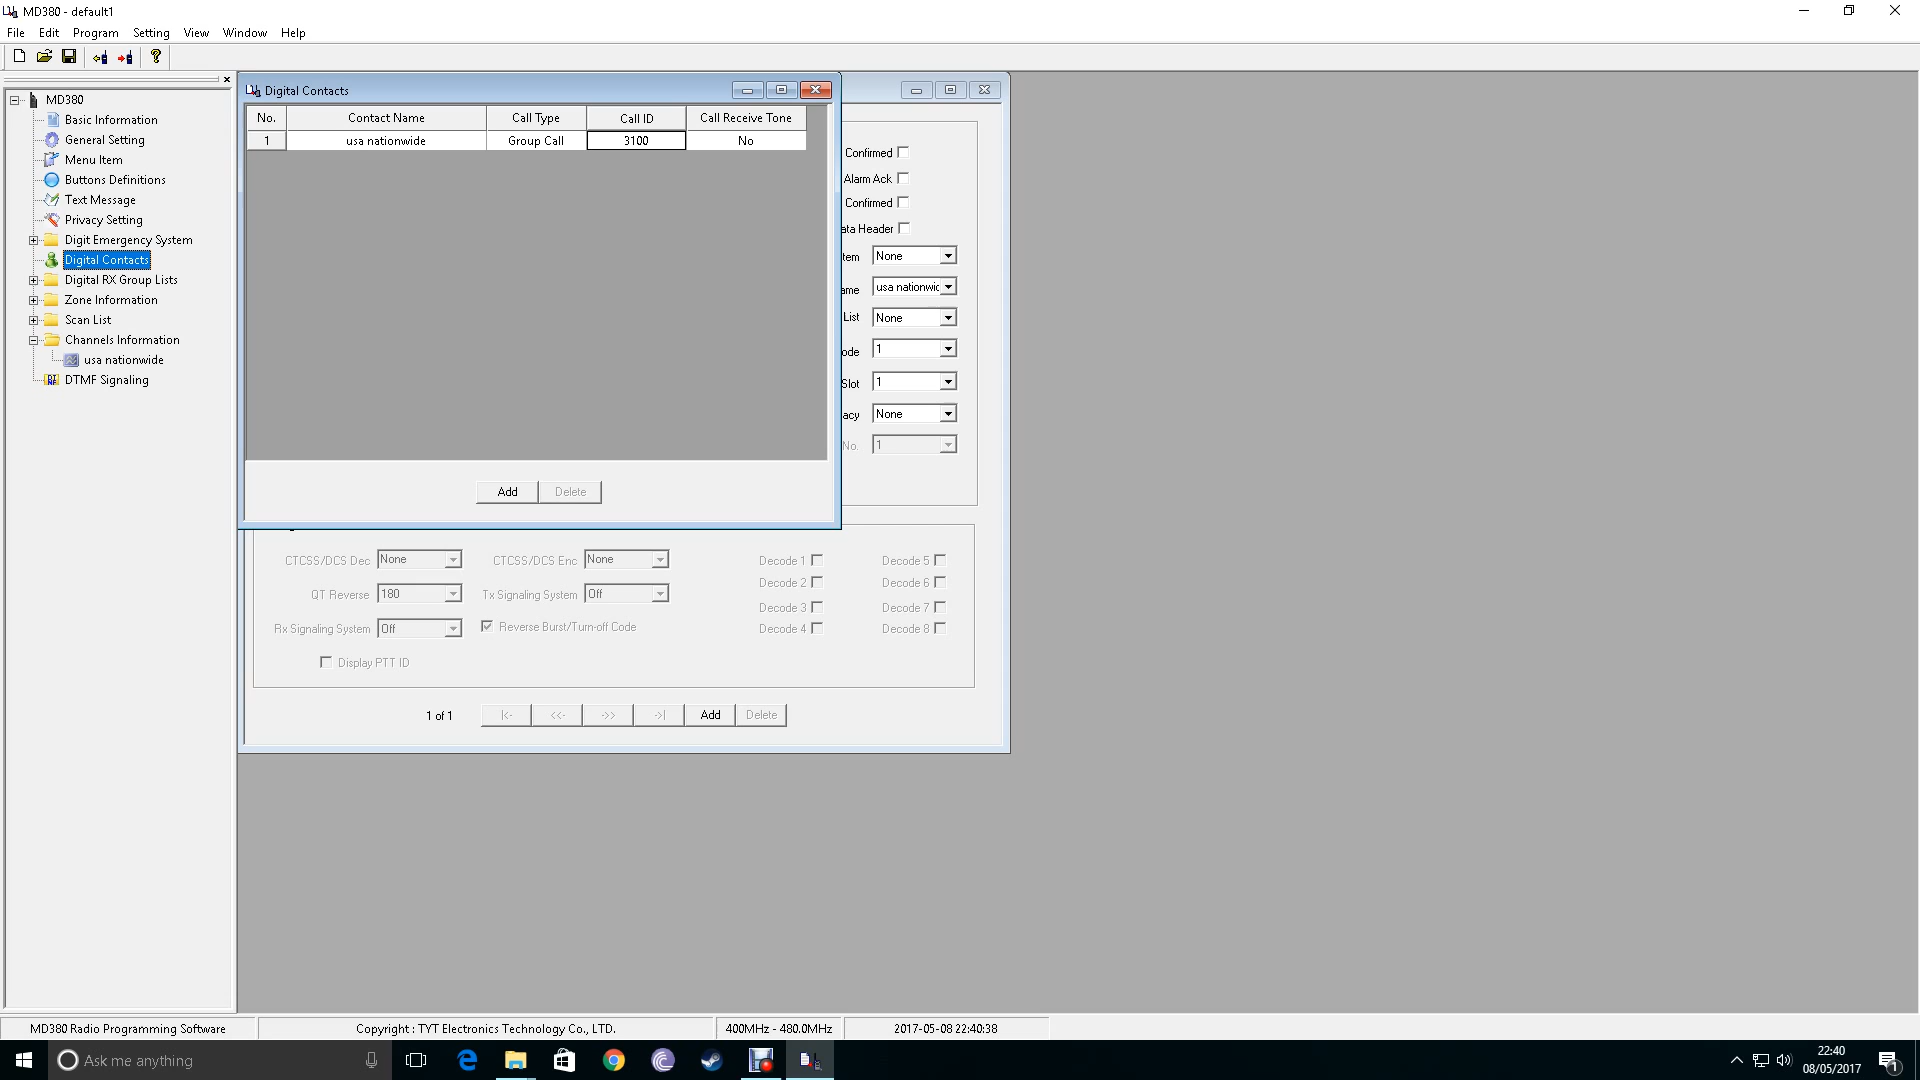 MD380 - default1
File Edit Program Setting View Window Help
MD380
Basic Information
General Setting
Menu Item
Buttons Definitions
Text Message
Privacy Setting
Digit Emergency System
Digital Contacts
Digital RX Group Lists
Zone Information
Scan List
Channels Information
usa nationwide
DTMF Signaling
Digital Contacts
No. Contact Name Call Type Call ID Call Receive Tone
1 usa nationwide Group Call 3100 No
Add Delete
Confirmed
Alarm Ack
Confirmed
ata Header
tem None
ame usa nationwic
List None
ode 1
Slot 1
acy None
No. 1
CTCSS/DCS Dec None CTCSS/DCS Enc None Decode 1 Decode 5
Decode 2 Decode 6
QT Reverse 180 Tx Signaling System Off
Decode 3 Decode 7
Rx Signaling System Off Reverse Burst/Turn-off Code Decode 4 Decode 8
Display PTT ID
1 of 1 |<- <<- ->> ->| Add Delete
MD380 Radio Programming Software Copyright : TYT Electronics Technology Co., LTD. 400MHz - 480.0MHz 2017-05-08 22:40:38
Ask me anything
22:40
08/05/2017
1